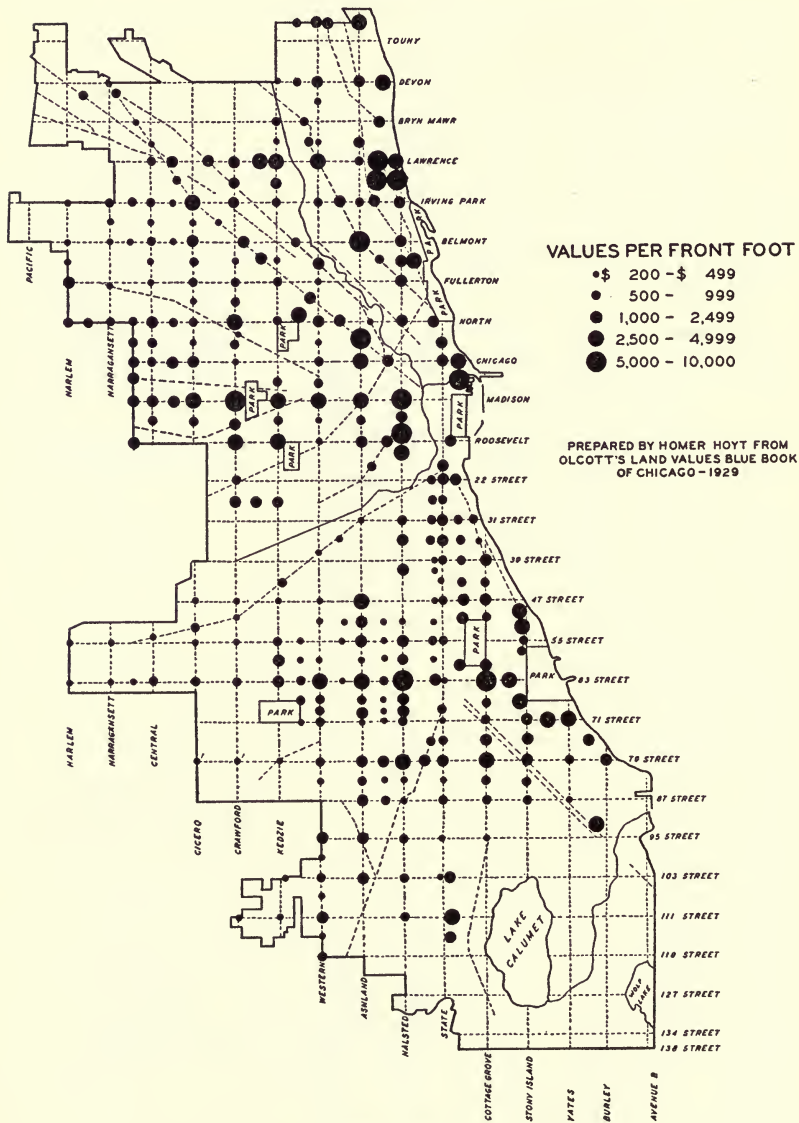 TOUHY
DEVON
BRYN MAWR
LAWRENCE
IRVING PARK
BELMONT
FULLERTON
NORTH
CHICAGO
MADISON
ROOSEVELT
22 STREET
31 STREET
39 STREET
47 STREET
55 STREET
63 STREET
71 STREET
79 STREET
87 STREET
95 STREET
103 STREET
111 STREET
119 STREET
127 STREET
134 STREET
138 STREET
PACIFIC
HARLEM
NARRAGANSETT
PARK
PARK
PARK
PARK
PARK
PARK
PARK
PARK
PARK
VALUES PER FRONT FOOT
$ 200 - $ 499
500 - 999
1,000 - 2,499
2,500 - 4,999
5,000 - 10,000
PREPARED BY HOMER HOYT FROM
OLCOTT'S LAND VALUES BLUE BOOK
OF CHICAGO - 1929
HARLEM
NARRAGANSETT
CENTRAL
CICERO
CRAWFORD
KEDZIE
WESTERN
ASHLAND
HALSTED
STATE
COTTAGE GROVE
STONY ISLAND
YATES
BURLEY
AVENUE B
LAKE
CALUMET
WOLF
LAKE